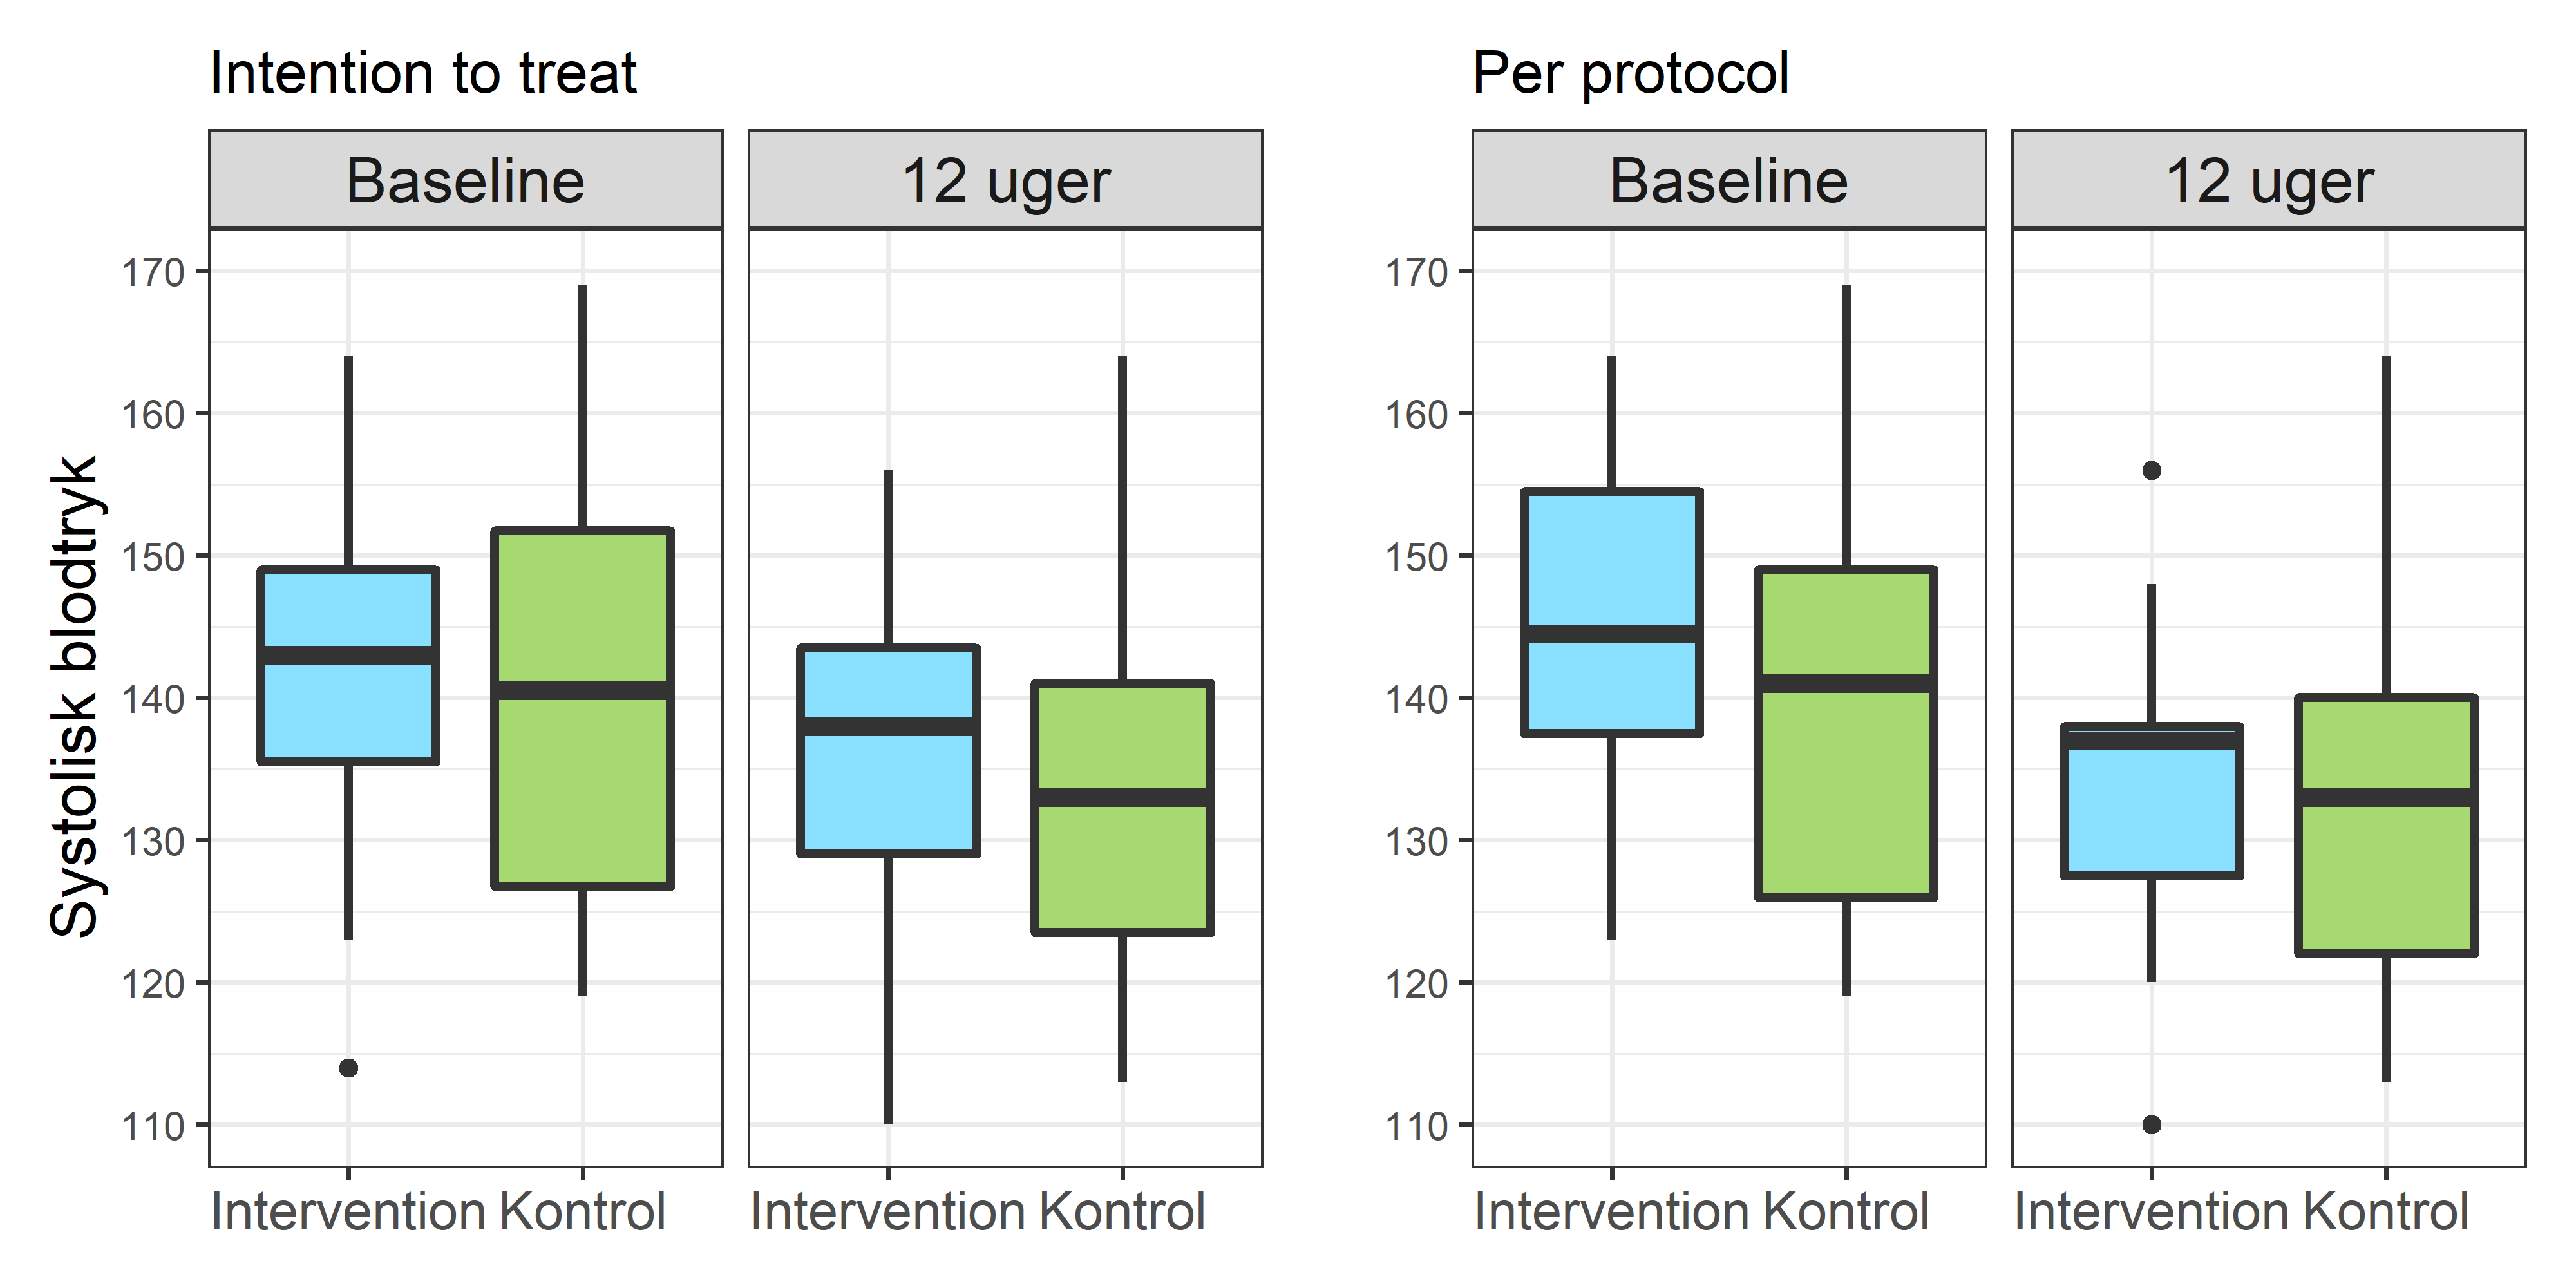 Intention to treat
Per protocol
Baseline
12 uger
Baseline
12 uger
Systolisk blodtryk
170
160
150
140
130
120
110
170
160
150
140
130
120
110
Intervention Kontrol
Intervention Kontrol
Intervention Kontrol
Intervention Kontrol